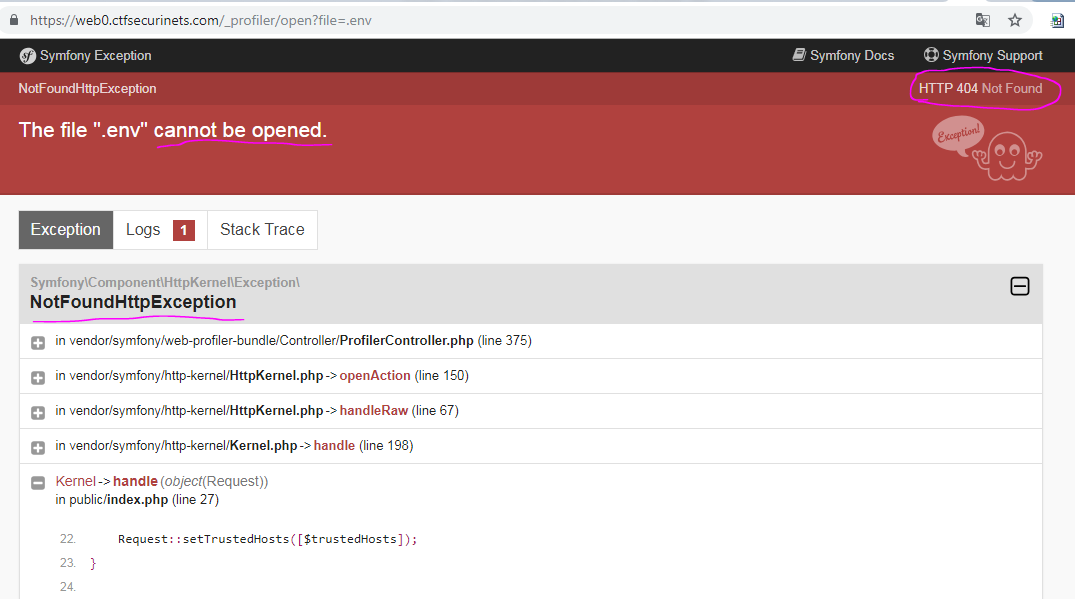 https://web0.ctfsecurinets.com/_profiler/open?file=.env
sf Symfony Exception Symfony Docs Symfony Support
NotFoundHttpException HTTP 404 Not Found
The file ".env" cannot be opened.
Exception!
Exception Logs 1 Stack Trace
Symfony\Component\HttpKernel\Exception\
NotFoundHttpException
in vendor/symfony/web-profiler-bundle/Controller/ProfilerController.php (line 375)
in vendor/symfony/http-kernel/HttpKernel.php->openAction (line 150)
in vendor/symfony/http-kernel/HttpKernel.php->handleRaw (line 67)
in vendor/symfony/http-kernel/Kernel.php->handle (line 198)
Kernel->handle(object(Request))
in public/index.php (line 27)
22. Request::setTrustedHosts([$trustedHosts]);
23. }
24.